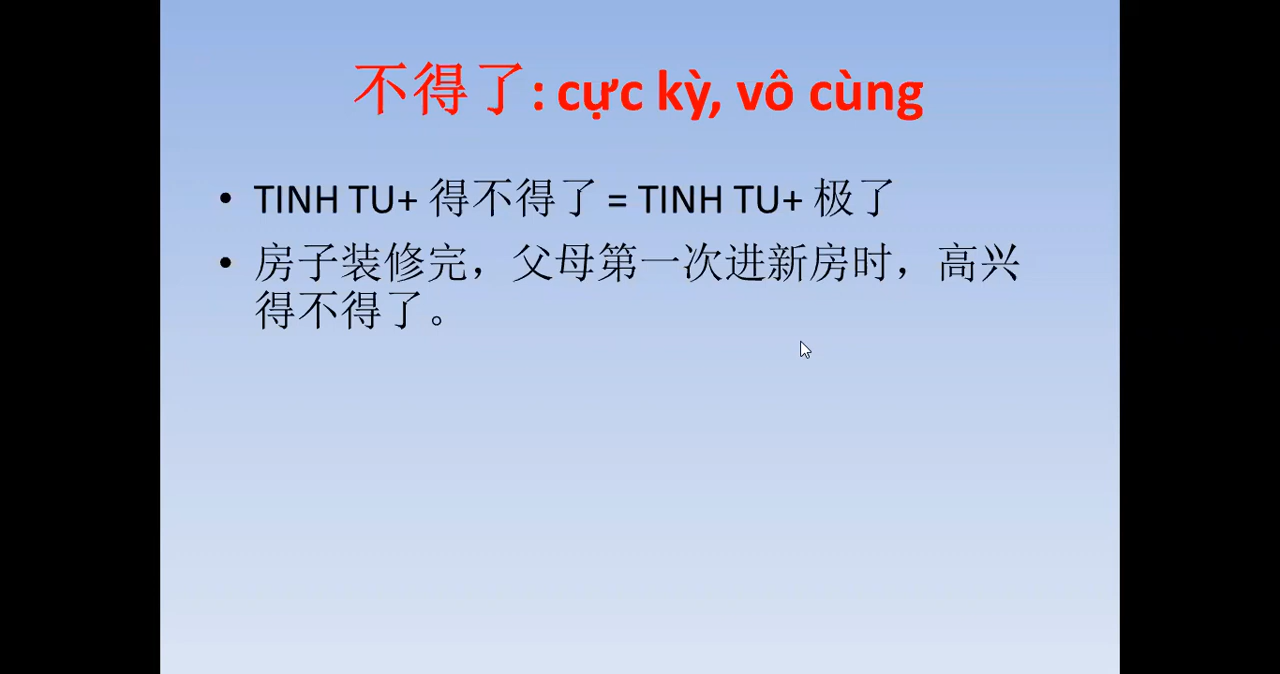 不得了: cực kỳ, vô cùng
• TINH TU+ 得不得了 = TINH TU+ 极了
• 房子装修完，父母第一次进新房时，高兴
得不得了。